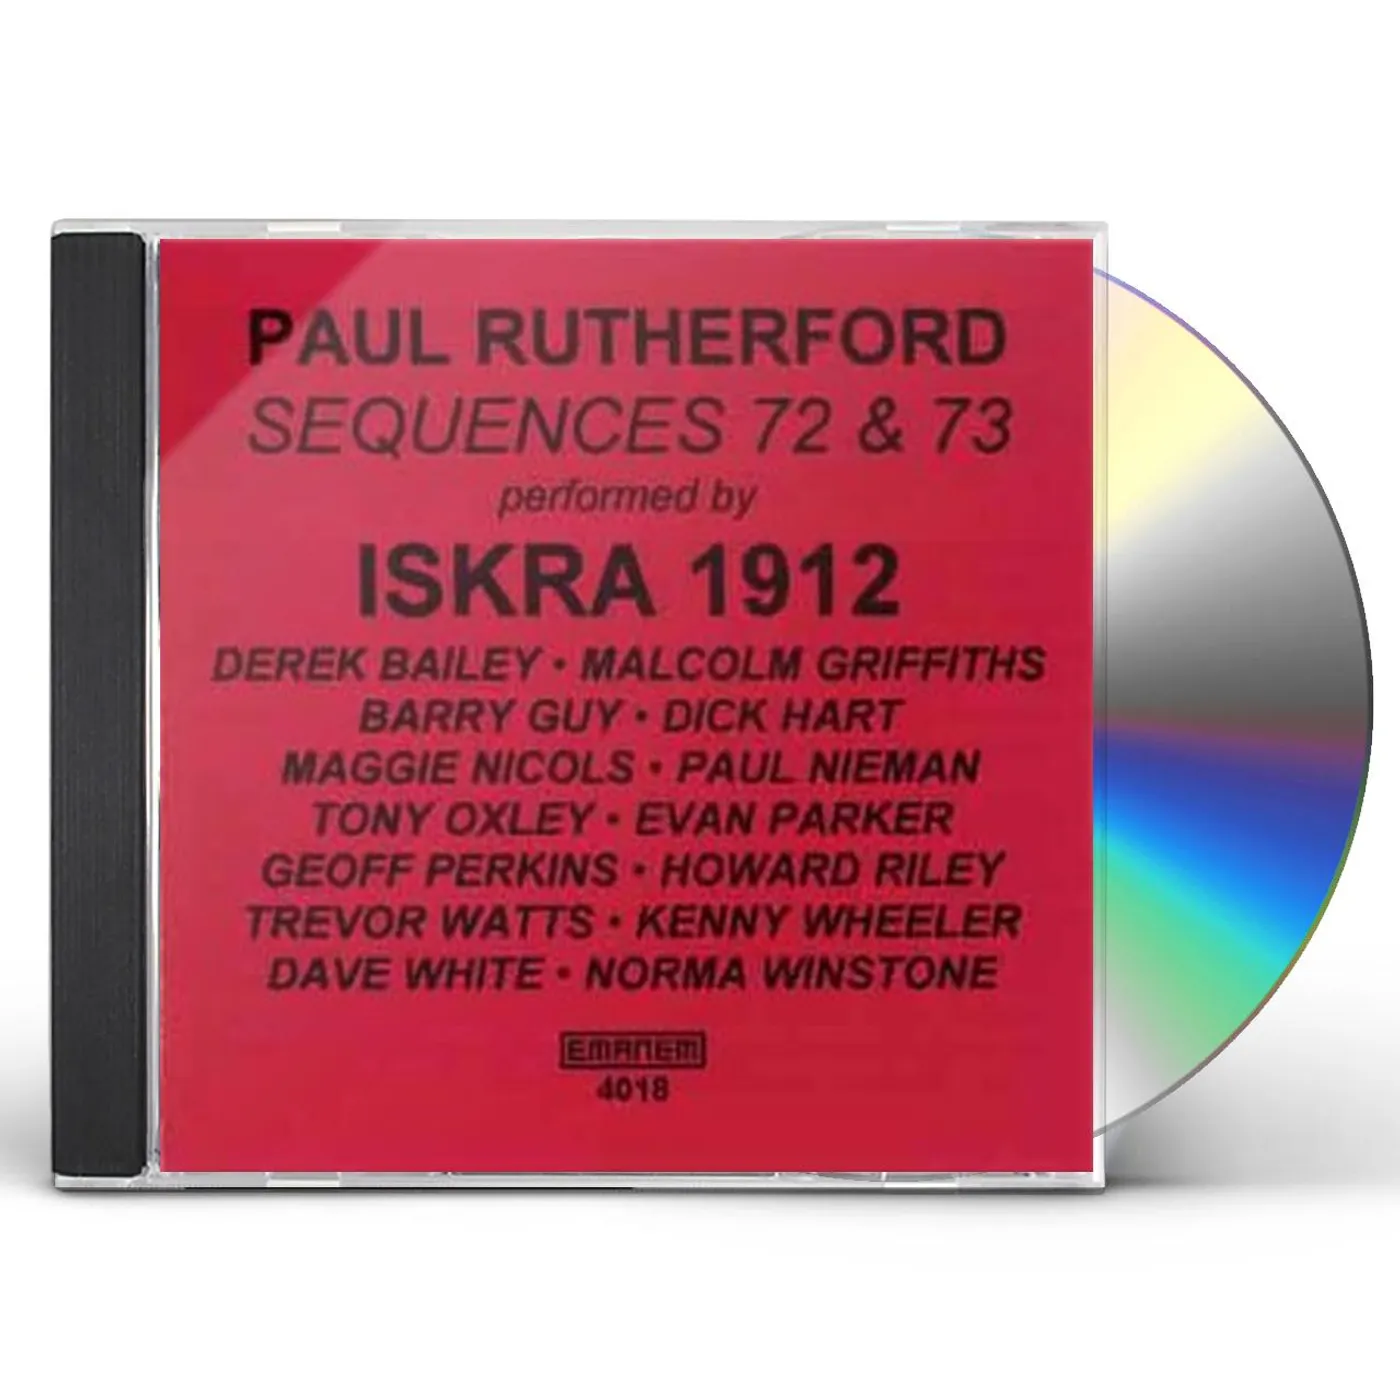 PAUL RUTHERFORD
SEQUENCES 72 & 73
performed by
ISKRA 1912
DEREK BAILEY • MALCOLM GRIFFITHS
BARRY GUY • DICK HART
MAGGIE NICOLS • PAUL NIEMAN
TONY OXLEY • EVAN PARKER
GEOFF PERKINS • HOWARD RILEY
TREVOR WATTS • KENNY WHEELER
DAVE WHITE • NORMA WINSTONE
EMANEM
4018